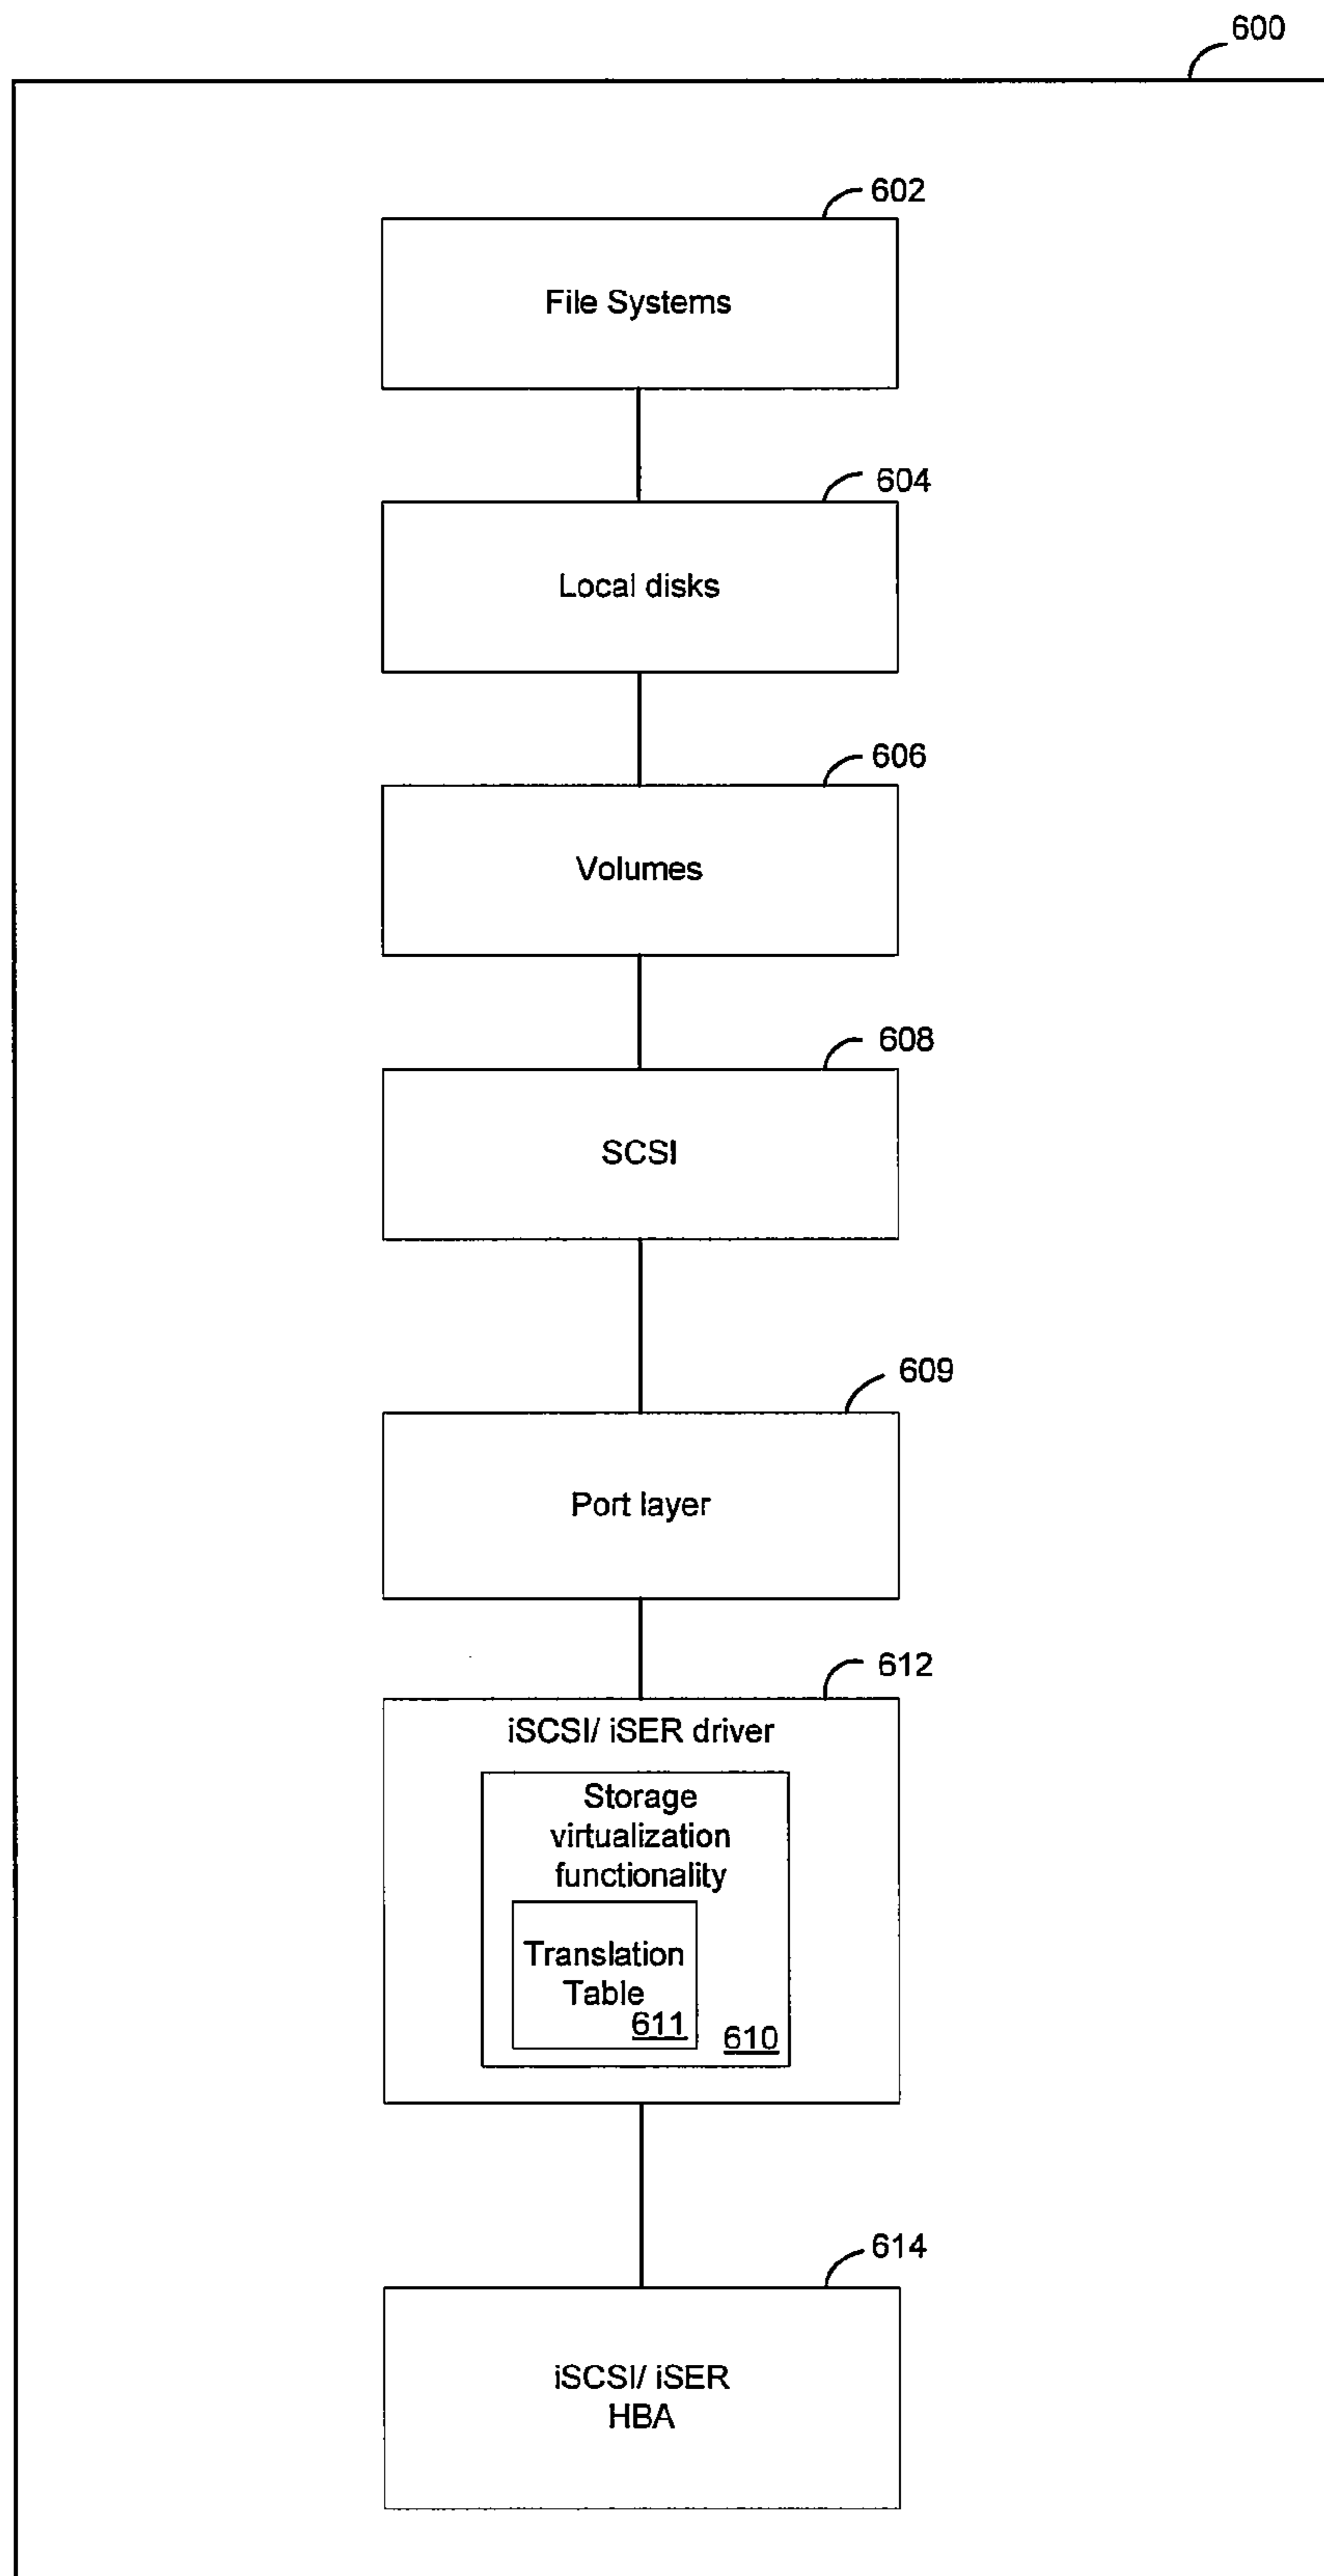 600
602
File Systems
604
Local disks
606
Volumes
608
SCSI
609
Port layer
612
iSCSI/ iSER driver
Storage
virtualization
functionality
Translation
Table
611
610
614
iSCSI/ iSER
HBA